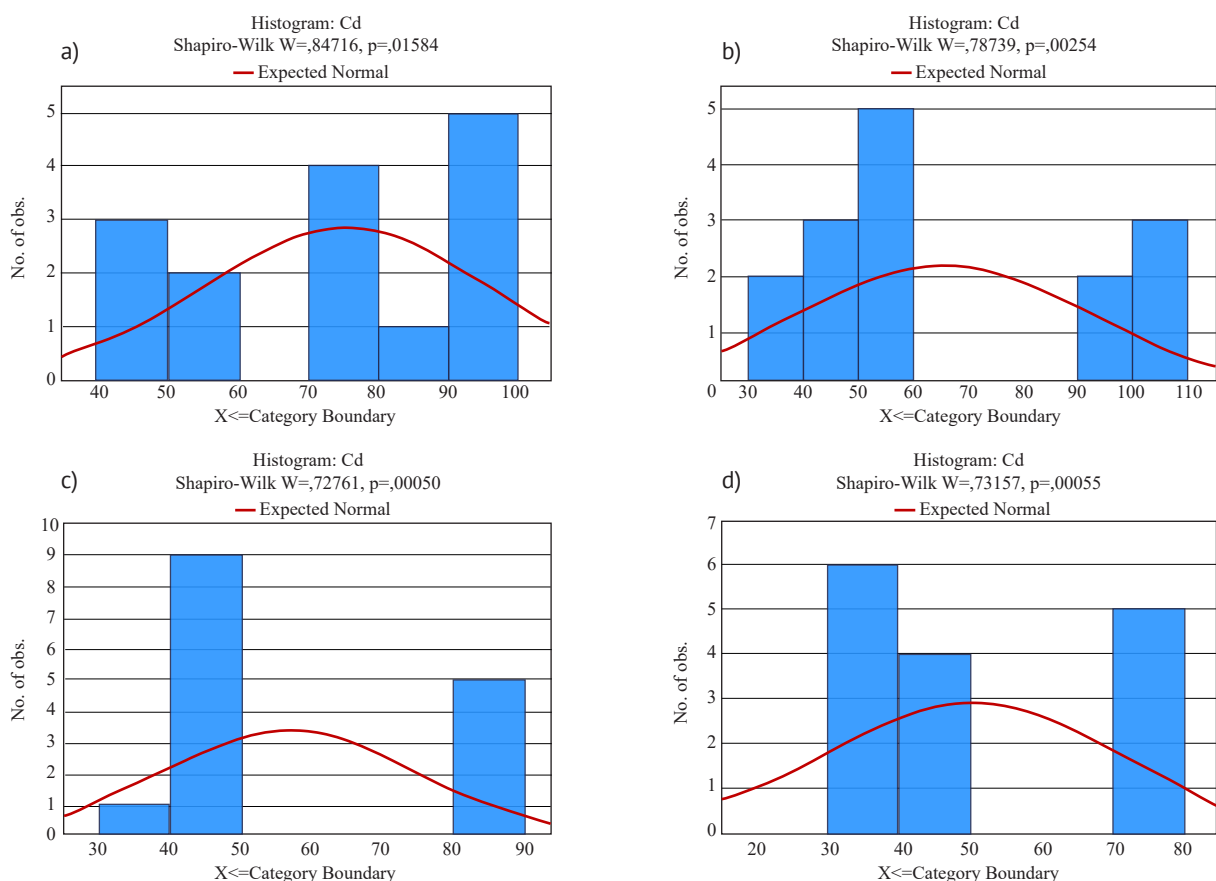 a)
Histogram: Cd
Shapiro-Wilk W=,84716, p=,01584
Expected Normal
No. of obs.
5
4
3
2
1
0
40 50 60 70 80 90 100
X<=Category Boundary
b)
Histogram: Cd
Shapiro-Wilk W=,78739, p=,00254
Expected Normal
No. of obs.
5
4
3
2
1
0 30 40 50 60 70 80 90 100 110
X<=Category Boundary
c)
Histogram: Cd
Shapiro-Wilk W=,72761, p=,00050
Expected Normal
No. of obs.
10
9
8
7
6
5
4
3
2
1
0
30 40 50 60 70 80 90
X<=Category Boundary
d)
Histogram: Cd
Shapiro-Wilk W=,73157, p=,00055
Expected Normal
No. of obs.
7
6
5
4
3
2
1
0
20 30 40 50 60 70 80
X<=Category Boundary